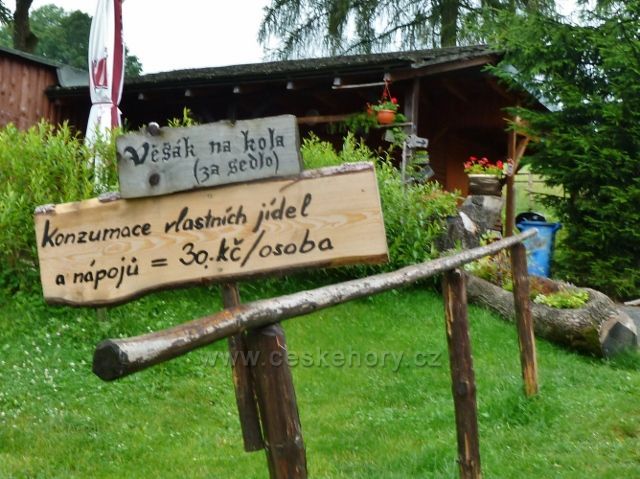 Věšák na kola
(za sedlo)
Konzumace vlastních jídel
a nápojů = 30.kč/osoba
www.ceskehory.cz